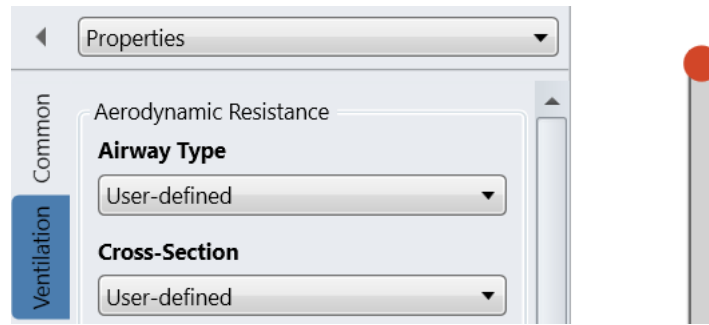 Properties
Common
Ventilation
Aerodynamic Resistance
Airway Type
User-defined
Cross-Section
User-defined